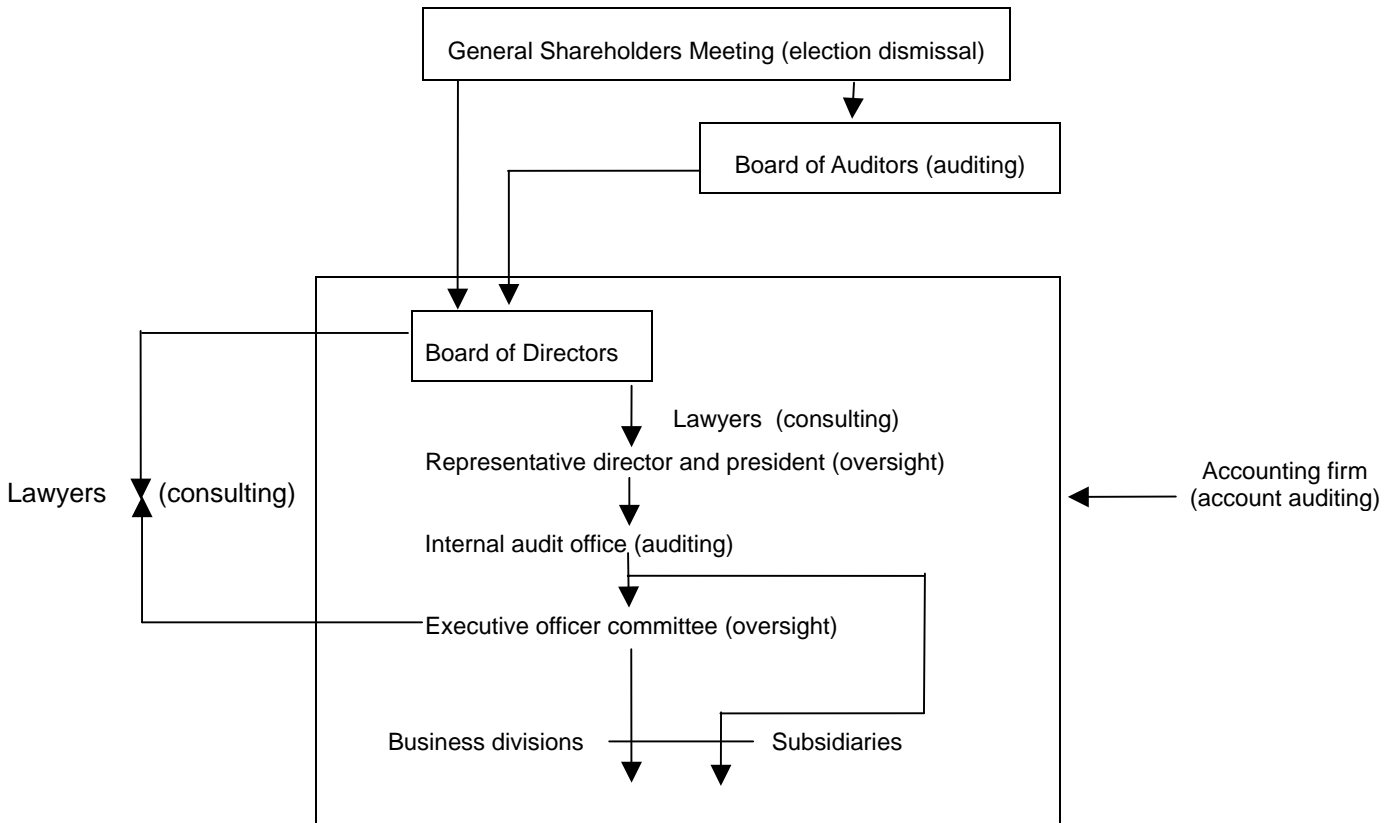 General Shareholders Meeting (election dismissal)
Board of Auditors (auditing)
Board of Directors
Lawyers (consulting)
Representative director and president (oversight)
Accounting firm
(account auditing)
Lawyers (consulting)
Internal audit office (auditing)
Executive officer committee (oversight)
Business divisions Subsidiaries